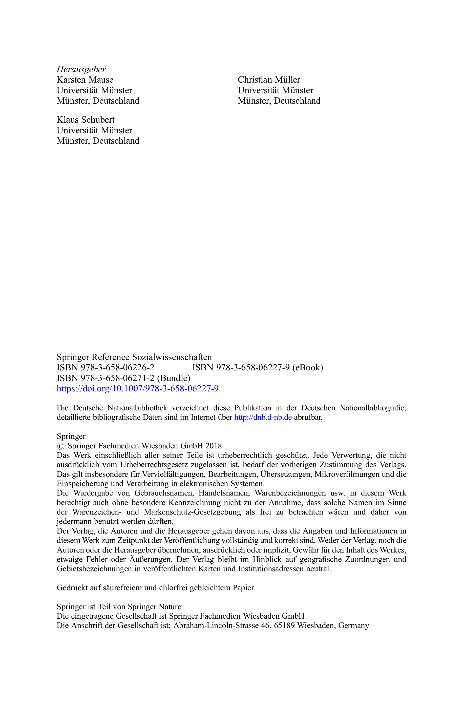 Herausgeber
Karsten Mause
Universität Münster
Münster, Deutschland
Christian Müller
Universität Münster
Münster, Deutschland
Klaus Schubert
Universität Münster
Münster, Deutschland
Springer Reference Sozialwissenschaften
ISBN 978-3-658-06226-2 ISBN 978-3-658-06227-9 (eBook)
ISBN 978-3-658-06271-2 (Bundle)
https://doi.org/10.1007/978-3-658-06227-9
Die Deutsche Nationalbibliothek verzeichnet diese Publikation in der Deutschen Nationalbibliografie;
detaillierte bibliografische Daten sind im Internet über http://dnb.d-nb.de abrufbar.
Springer
© Springer Fachmedien Wiesbaden GmbH 2018
Das Werk einschließlich aller seiner Teile ist urheberrechtlich geschützt. Jede Verwertung, die nicht
ausdrücklich vom Urheberrechtsgesetz zugelassen ist, bedarf der vorherigen Zustimmung des Verlags.
Das gilt insbesondere für Vervielfältigungen, Bearbeitungen, Übersetzungen, Mikroverfilmungen und die
Einspeicherung und Verarbeitung in elektronischen Systemen.
Die Wiedergabe von Gebrauchsnamen, Handelsnamen, Warenbezeichnungen usw. in diesem Werk
berechtigt auch ohne besondere Kennzeichnung nicht zu der Annahme, dass solche Namen im Sinne
der Warenzeichen- und Markenschutz-Gesetzgebung als frei zu betrachten wären und daher von
jedermann benutzt werden dürften.
Der Verlag, die Autoren und die Herausgeber gehen davon aus, dass die Angaben und Informationen in
diesem Werk zum Zeitpunkt der Veröffentlichung vollständig und korrekt sind. Weder der Verlag, noch die
Autoren oder die Herausgeber übernehmen, ausdrücklich oder implizit, Gewähr für den Inhalt des Werkes,
etwaige Fehler oder Äußerungen. Der Verlag bleibt im Hinblick auf geografische Zuordnungen und
Gebietsbezeichnungen in veröffentlichten Karten und Institutionsadressen neutral.
Gedruckt auf säurefreiem und chlorfrei gebleichtem Papier
Springer ist Teil von Springer Nature
Die eingetragene Gesellschaft ist Springer Fachmedien Wiesbaden GmbH
Die Anschrift der Gesellschaft ist: Abraham-Lincoln-Strasse 46, 65189 Wiesbaden, Germany